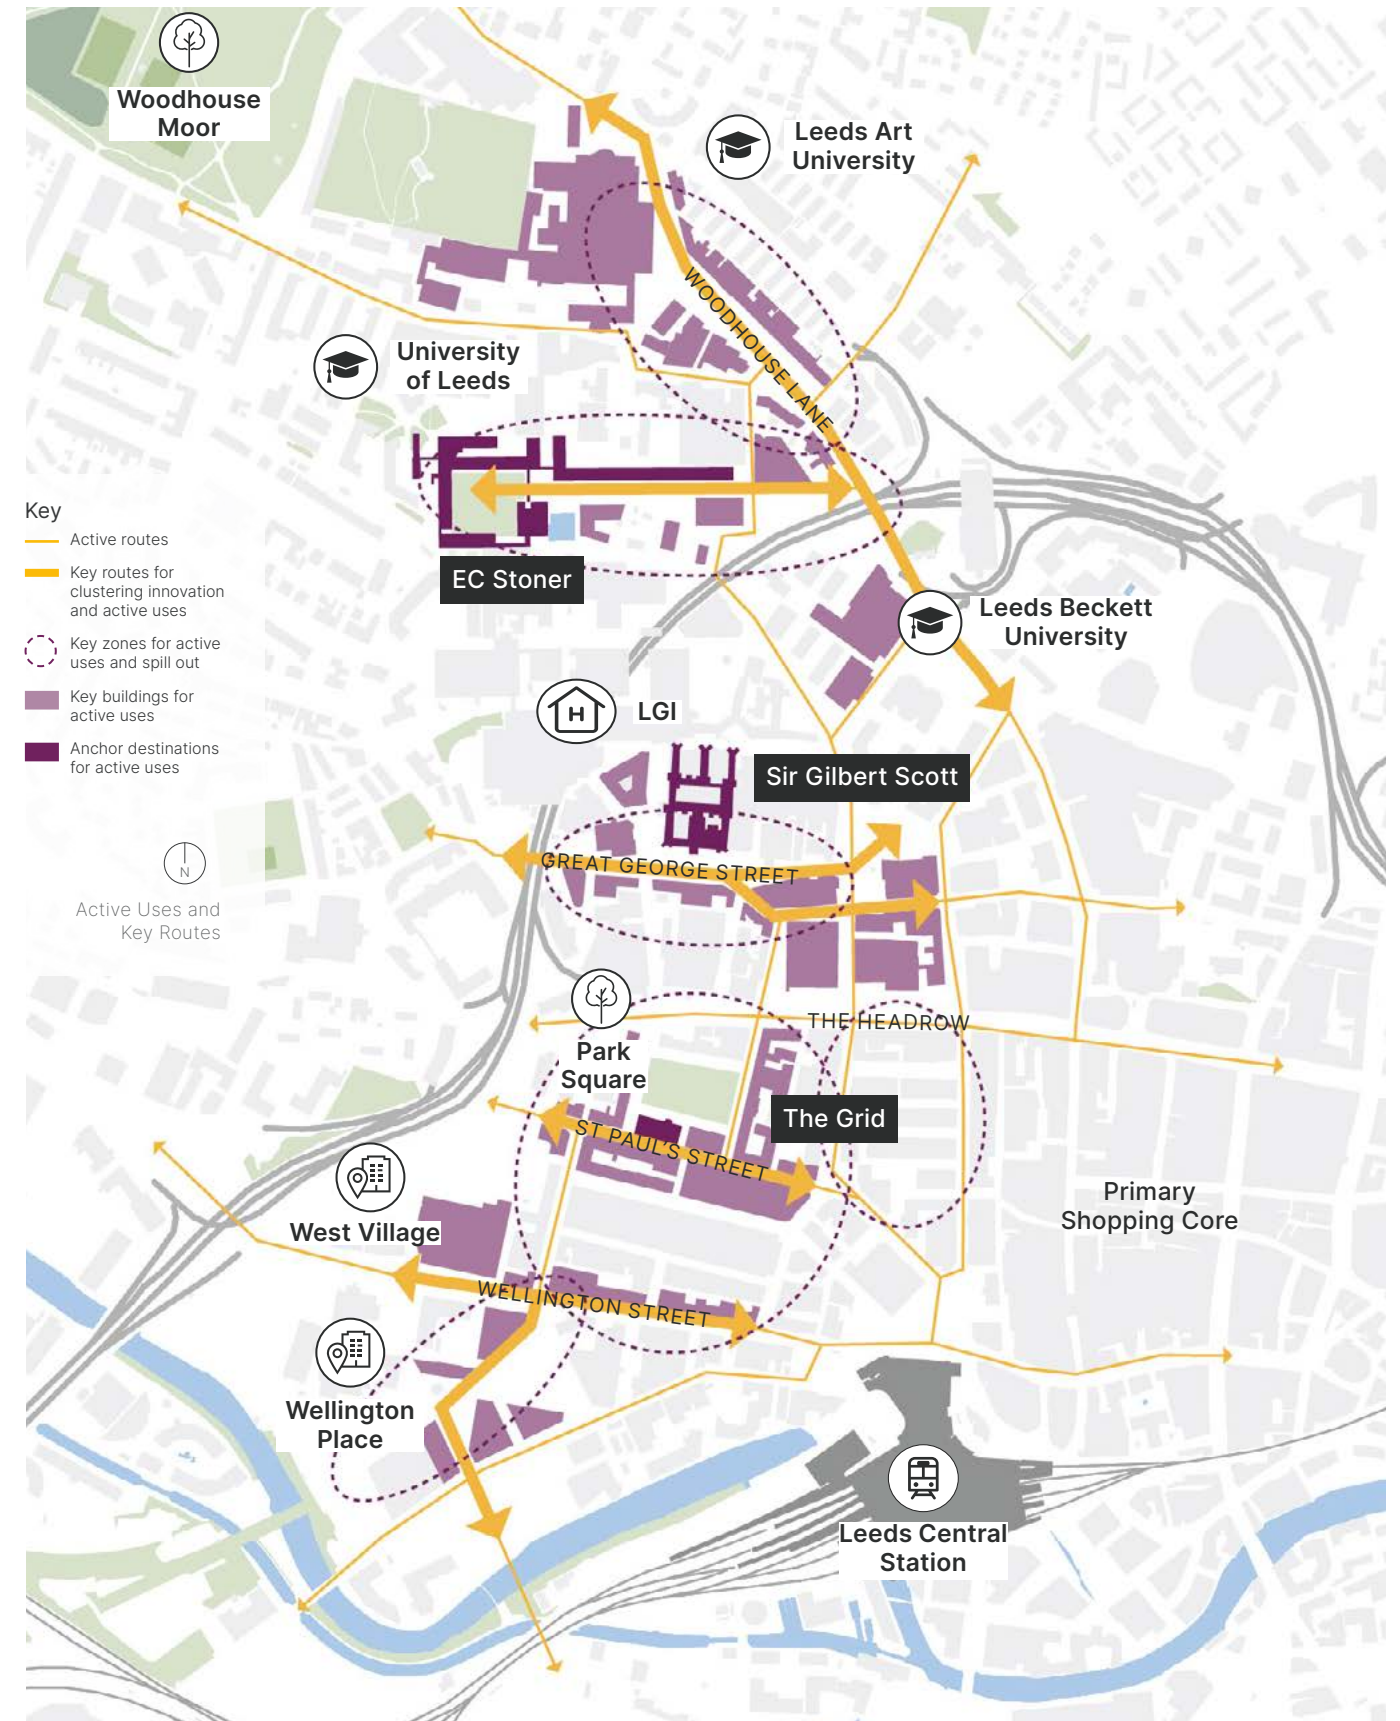 Woodhouse
Moor
Leeds Art
University
WOODHOUSE LANE
University
of Leeds
EC Stoner
Key
Active routes
Key routes for
clustering innovation
and active uses
Key zones for active
uses and spill out
Key buildings for
active uses
Anchor destinations
for active uses
N
Active Uses and
Key Routes
Leeds Beckett
University
H
LGI
Sir Gilbert Scott
GREAT GEORGE STREET
THE HEADROW
Park
Square
The Grid
ST PAUL'S STREET
Primary
Shopping Core
West Village
WELLINGTON STREET
Wellington
Place
Leeds Central
Station